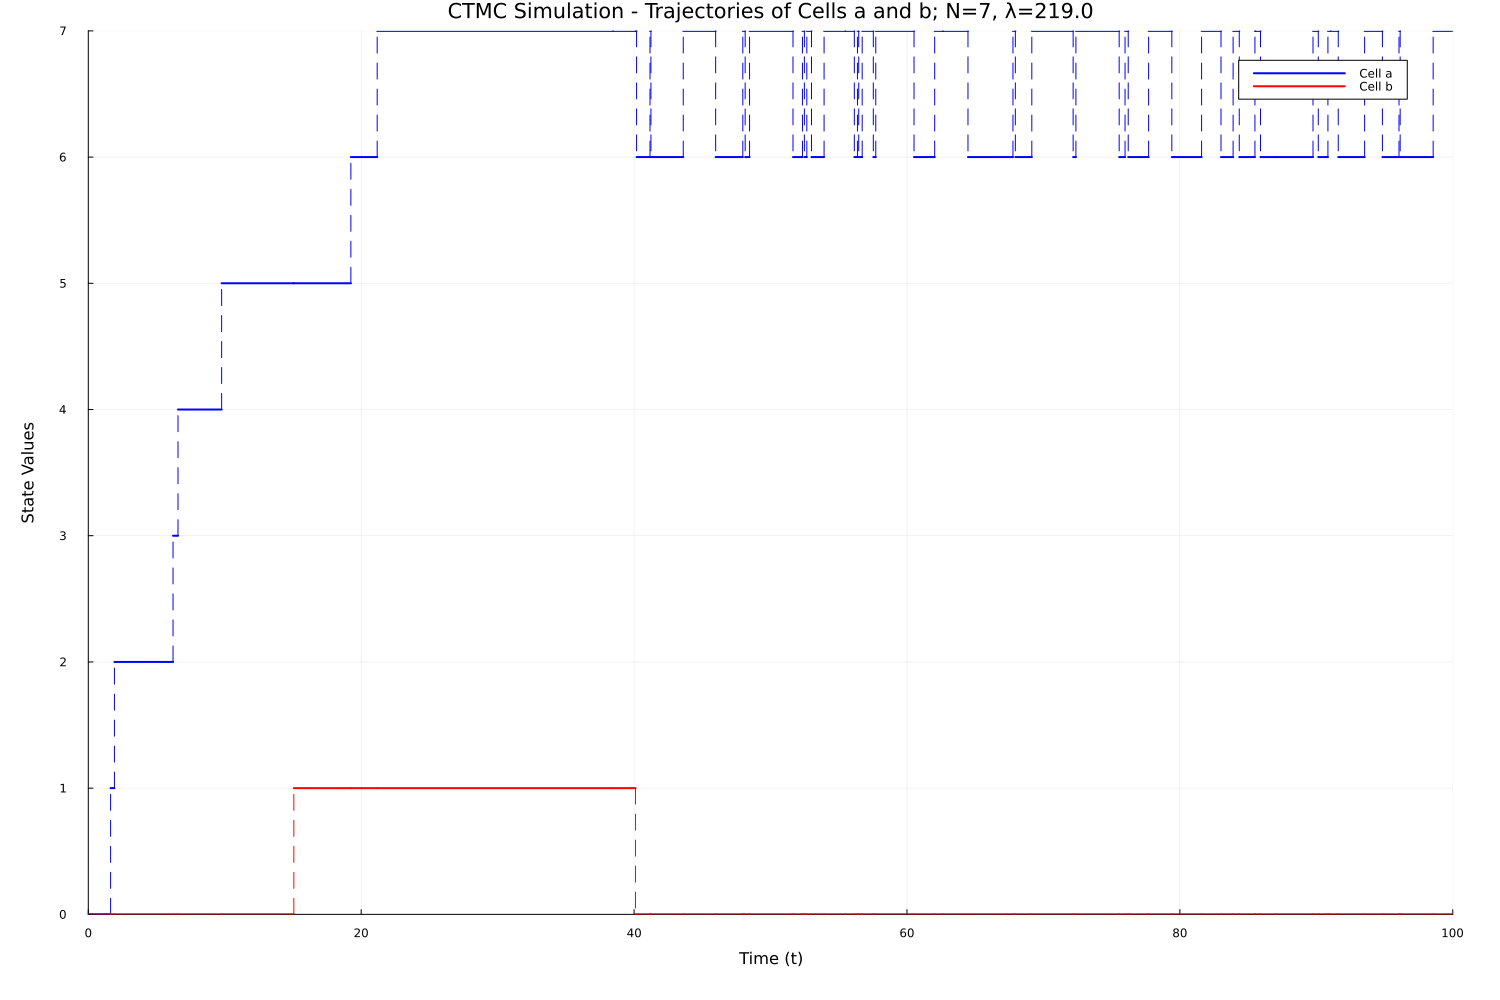 CTMC Simulation - Trajectories of Cells a and b; N=7, λ=219.0
7
Cell a
Cell b
6
5
4
State Values
3
2
1
0
0 20 40 60 80 100
Time (t)